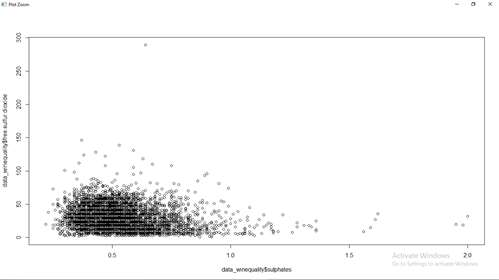 Plot Zoom
data_winequality$free.sulfur.dioxide
300
250
200
150
100
50
0
0.5
1.0
1.5
2.0
data_winequality$sulphates
Activate Windows
Go to Settings to activate Windows.